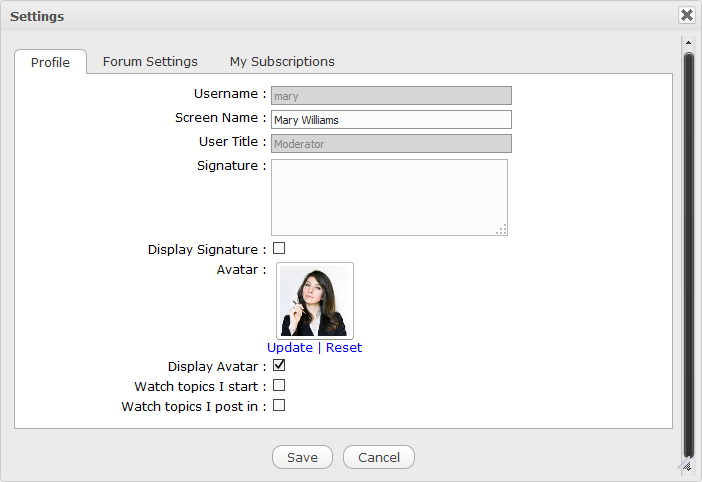 Settings
Profile Forum Settings My Subscriptions
Username : mary
Screen Name : Mary Williams
User Title : Moderator
Signature :
Display Signature :
Avatar :
Update | Reset
Display Avatar :
Watch topics I start :
Watch topics I post in :
Save Cancel